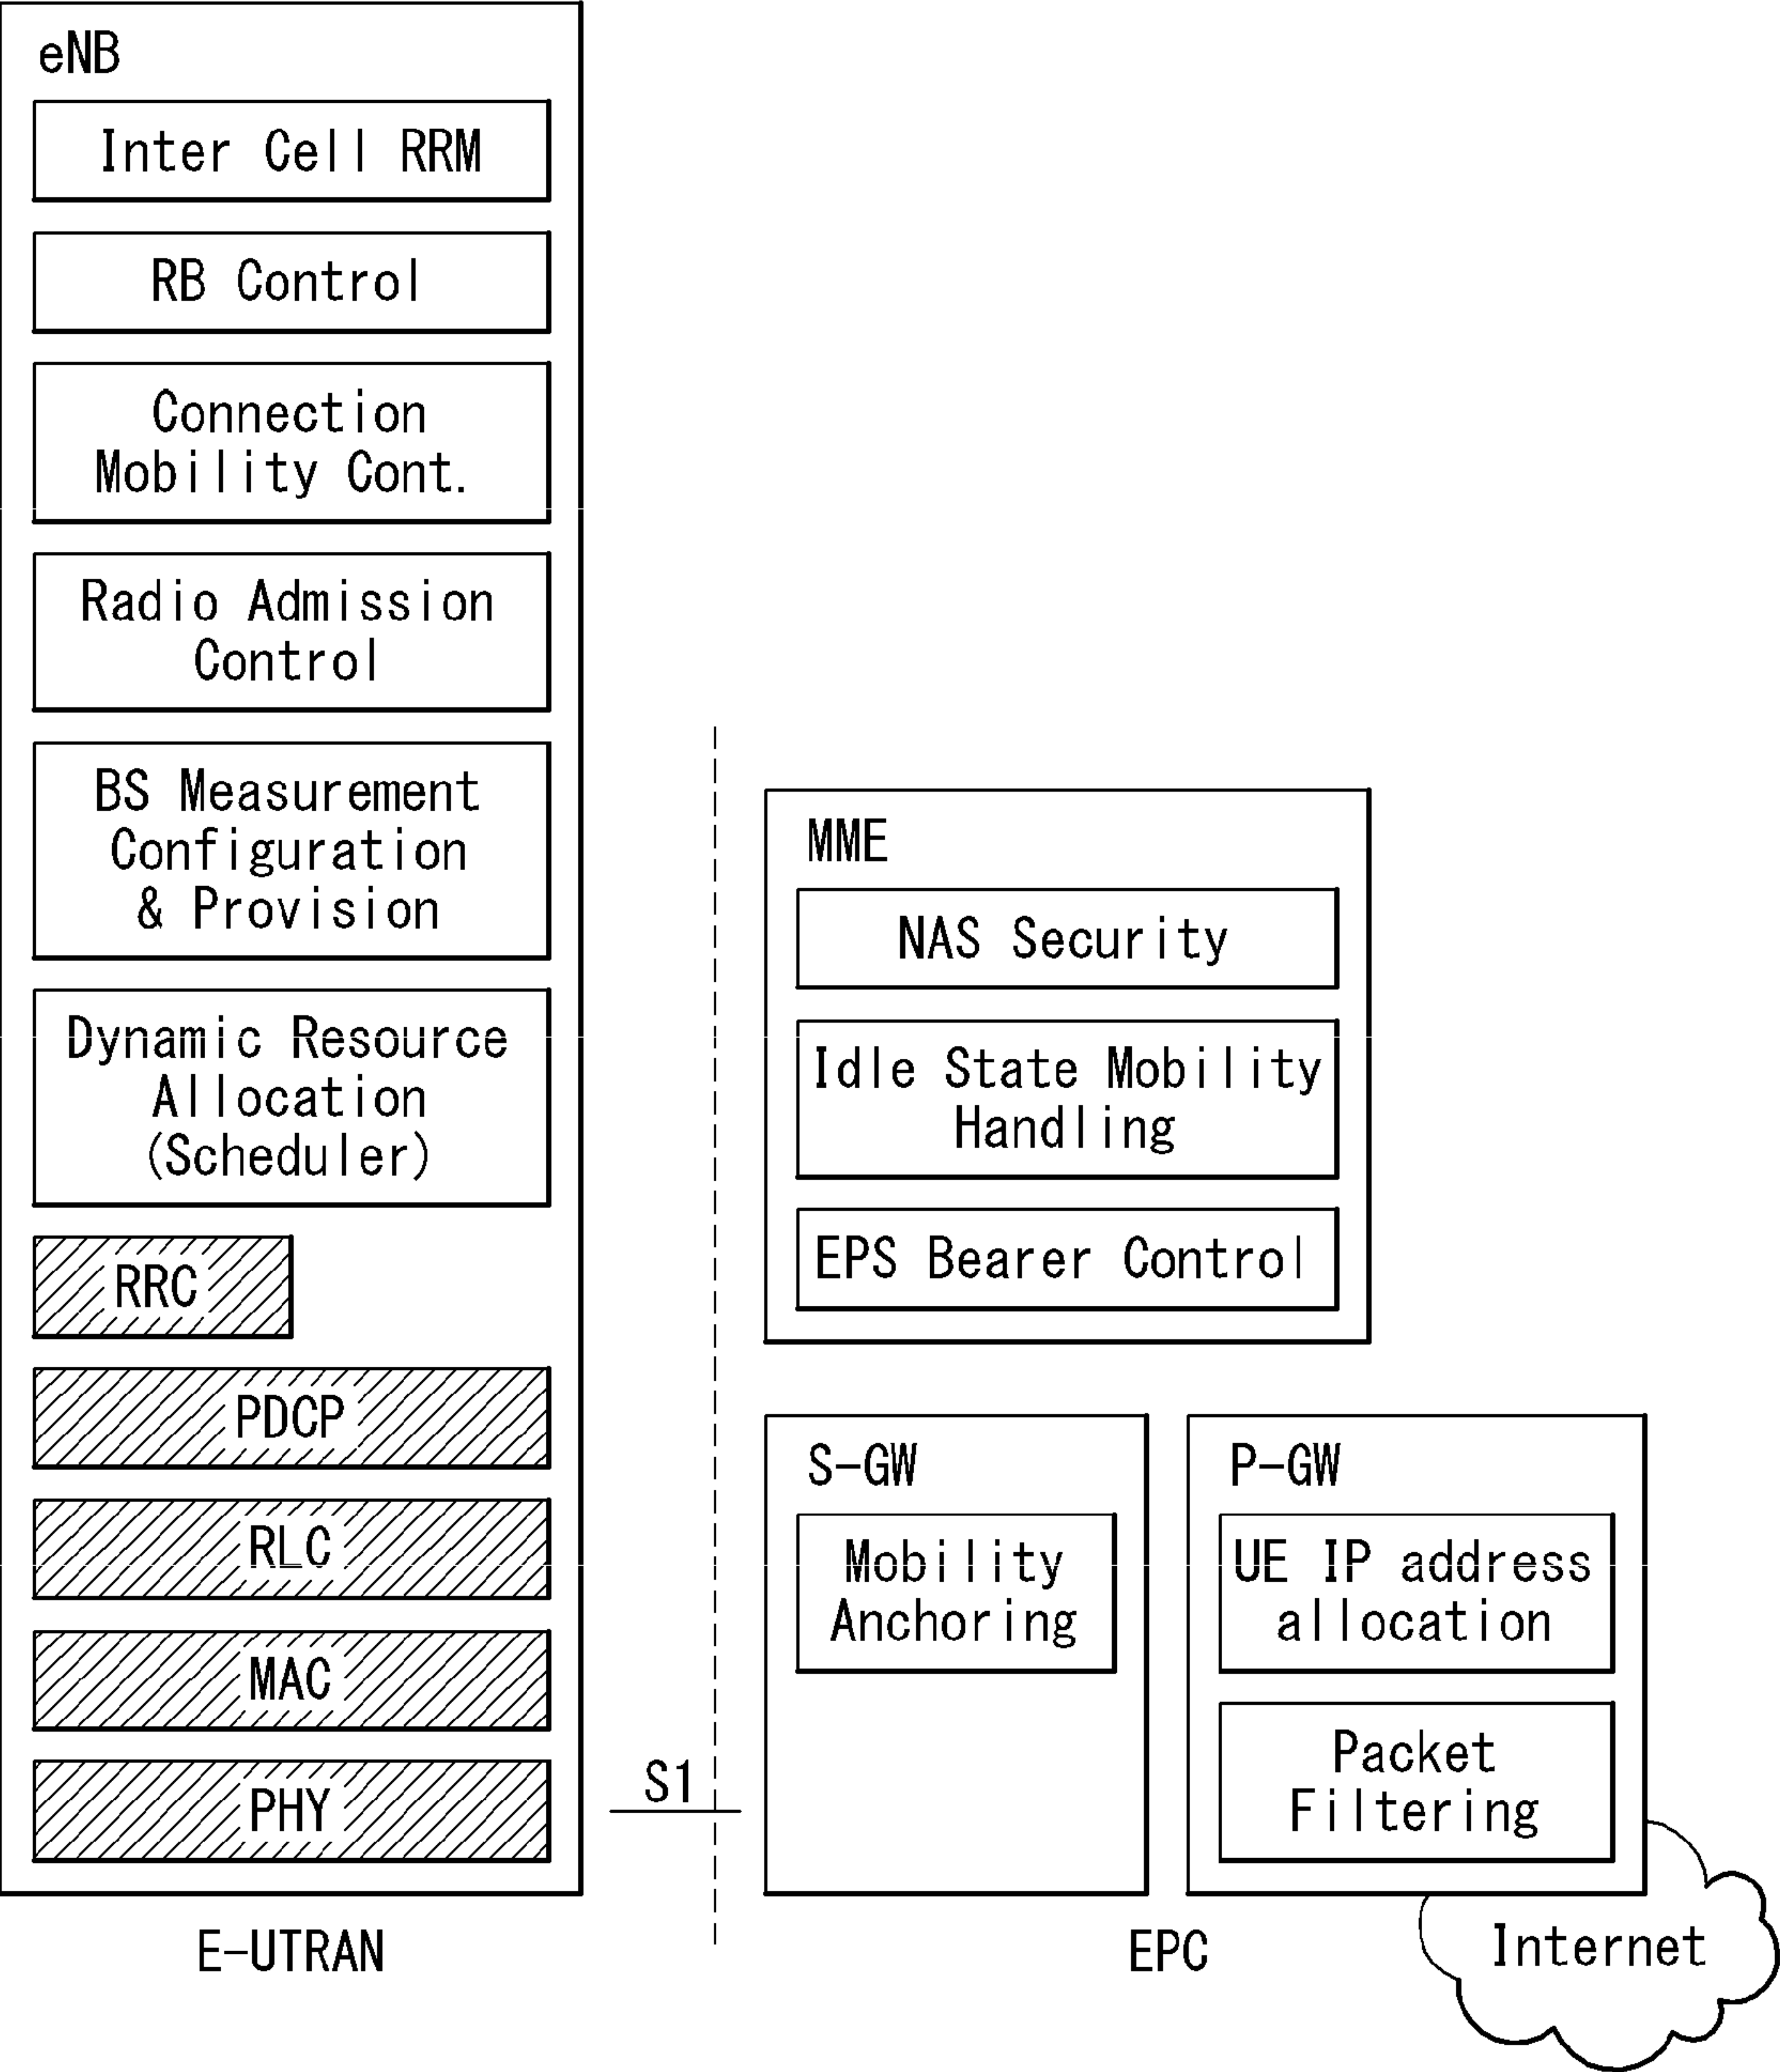 eNB
Inter Cell RRM
RB Control
Connection
Mobility Cont.
Radio Admission
Control
BS Measurement
Configuration
& Provision
Dynamic Resource
Allocation
(Scheduler)
RRC
PDCP
RLC
MAC
PHY
S1
E-UTRAN
MME
NAS Security
Idle State Mobility
Handling
EPS Bearer Control
S-GW
Mobility
Anchoring
P-GW
UE IP address
allocation
Packet
Filtering
EPC
Internet